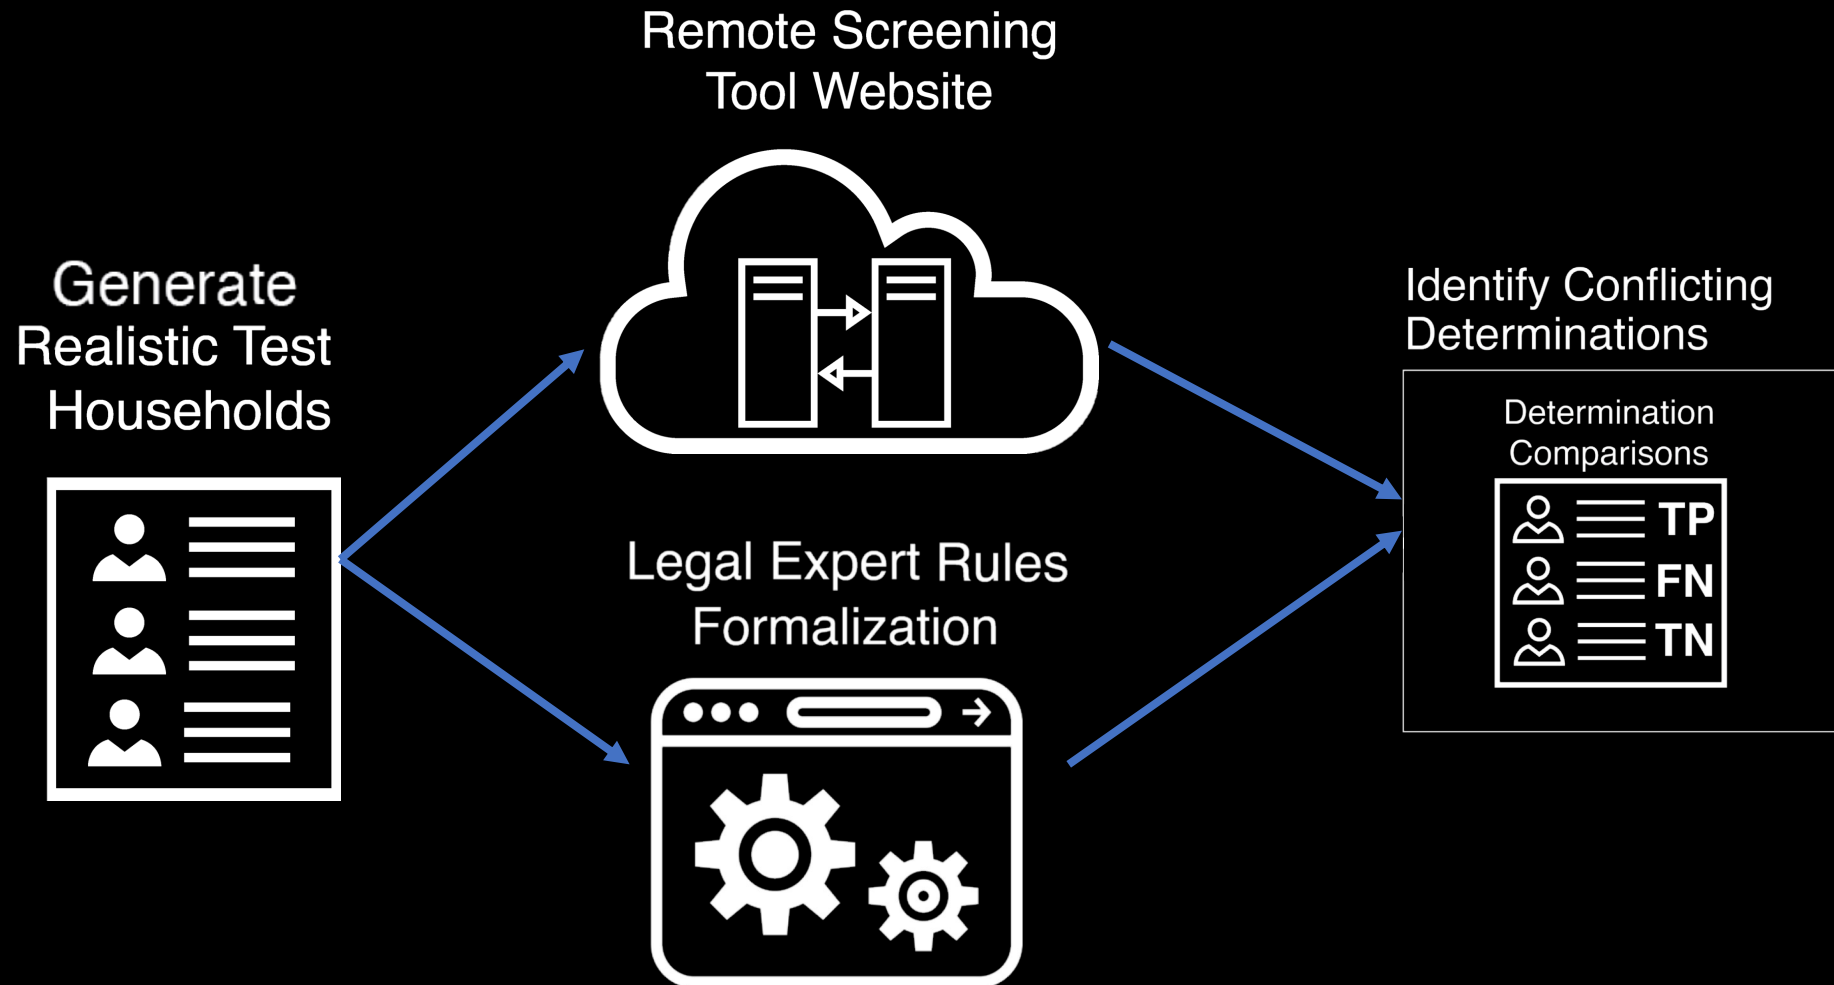 Remote Screening
Tool Website
Generate
Realistic Test
Households
Legal Expert Rules
Formalization
Identify Conflicting
Determinations
Determination
Comparisons
TP
FN
TN